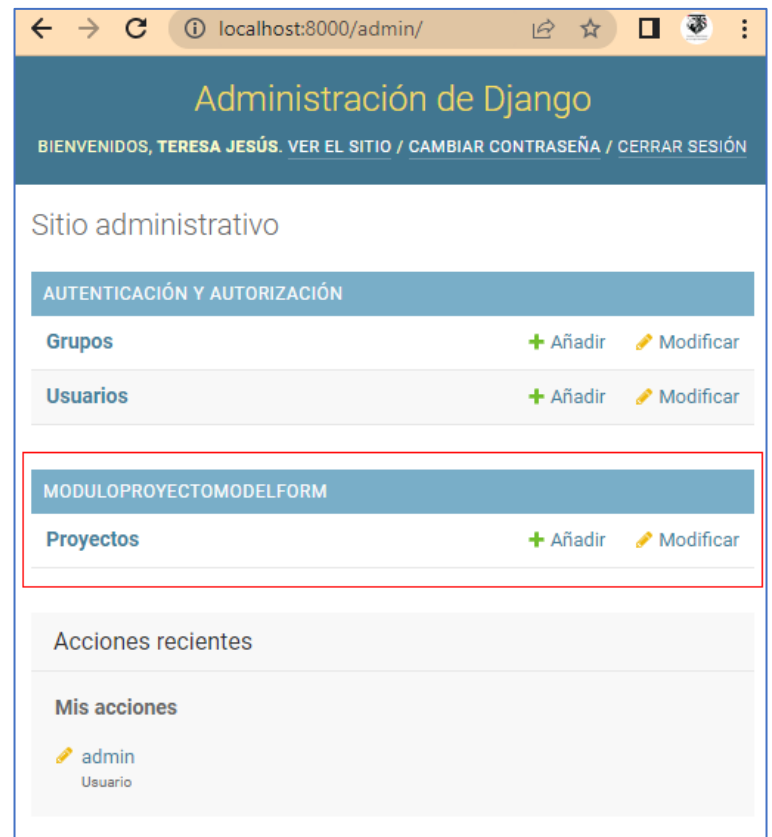 localhost:8000/admin/
Administración de Django
BIENVENIDOS, TERESA JESÚS. VER EL SITIO / CAMBIAR CONTRASEÑA / CERRAR SESIÓN
Sitio administrativo
AUTENTICACIÓN Y AUTORIZACIÓN
Grupos Añadir Modificar
Usuarios Añadir Modificar
MODULOPROYECTOMODELFORM
Proyectos Añadir Modificar
Acciones recientes
Mis acciones
admin
Usuario